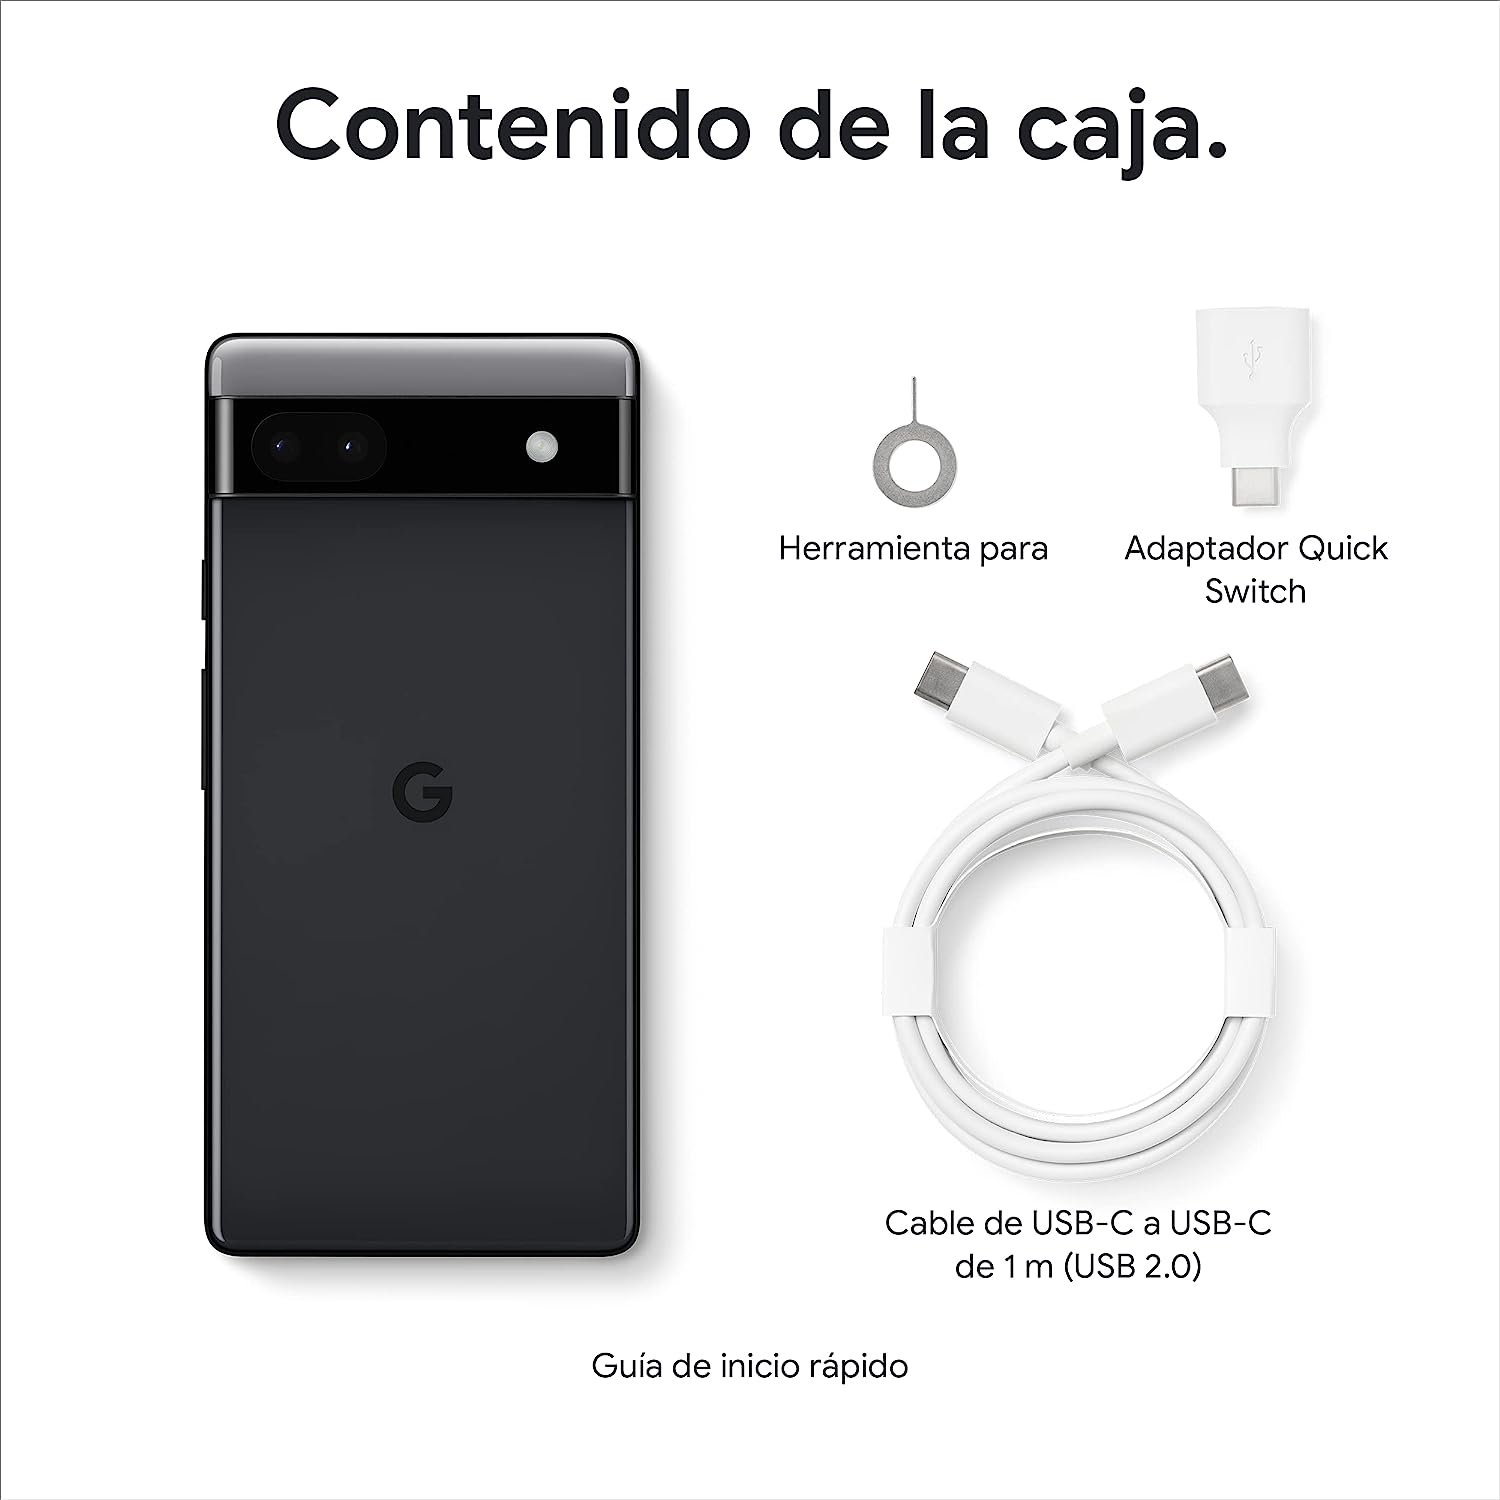 Contenido de la caja.
Herramienta para
Adaptador Quick
Switch
G
Cable de USB-C a USB-C
de 1 m (USB 2.0)
Guía de inicio rápido